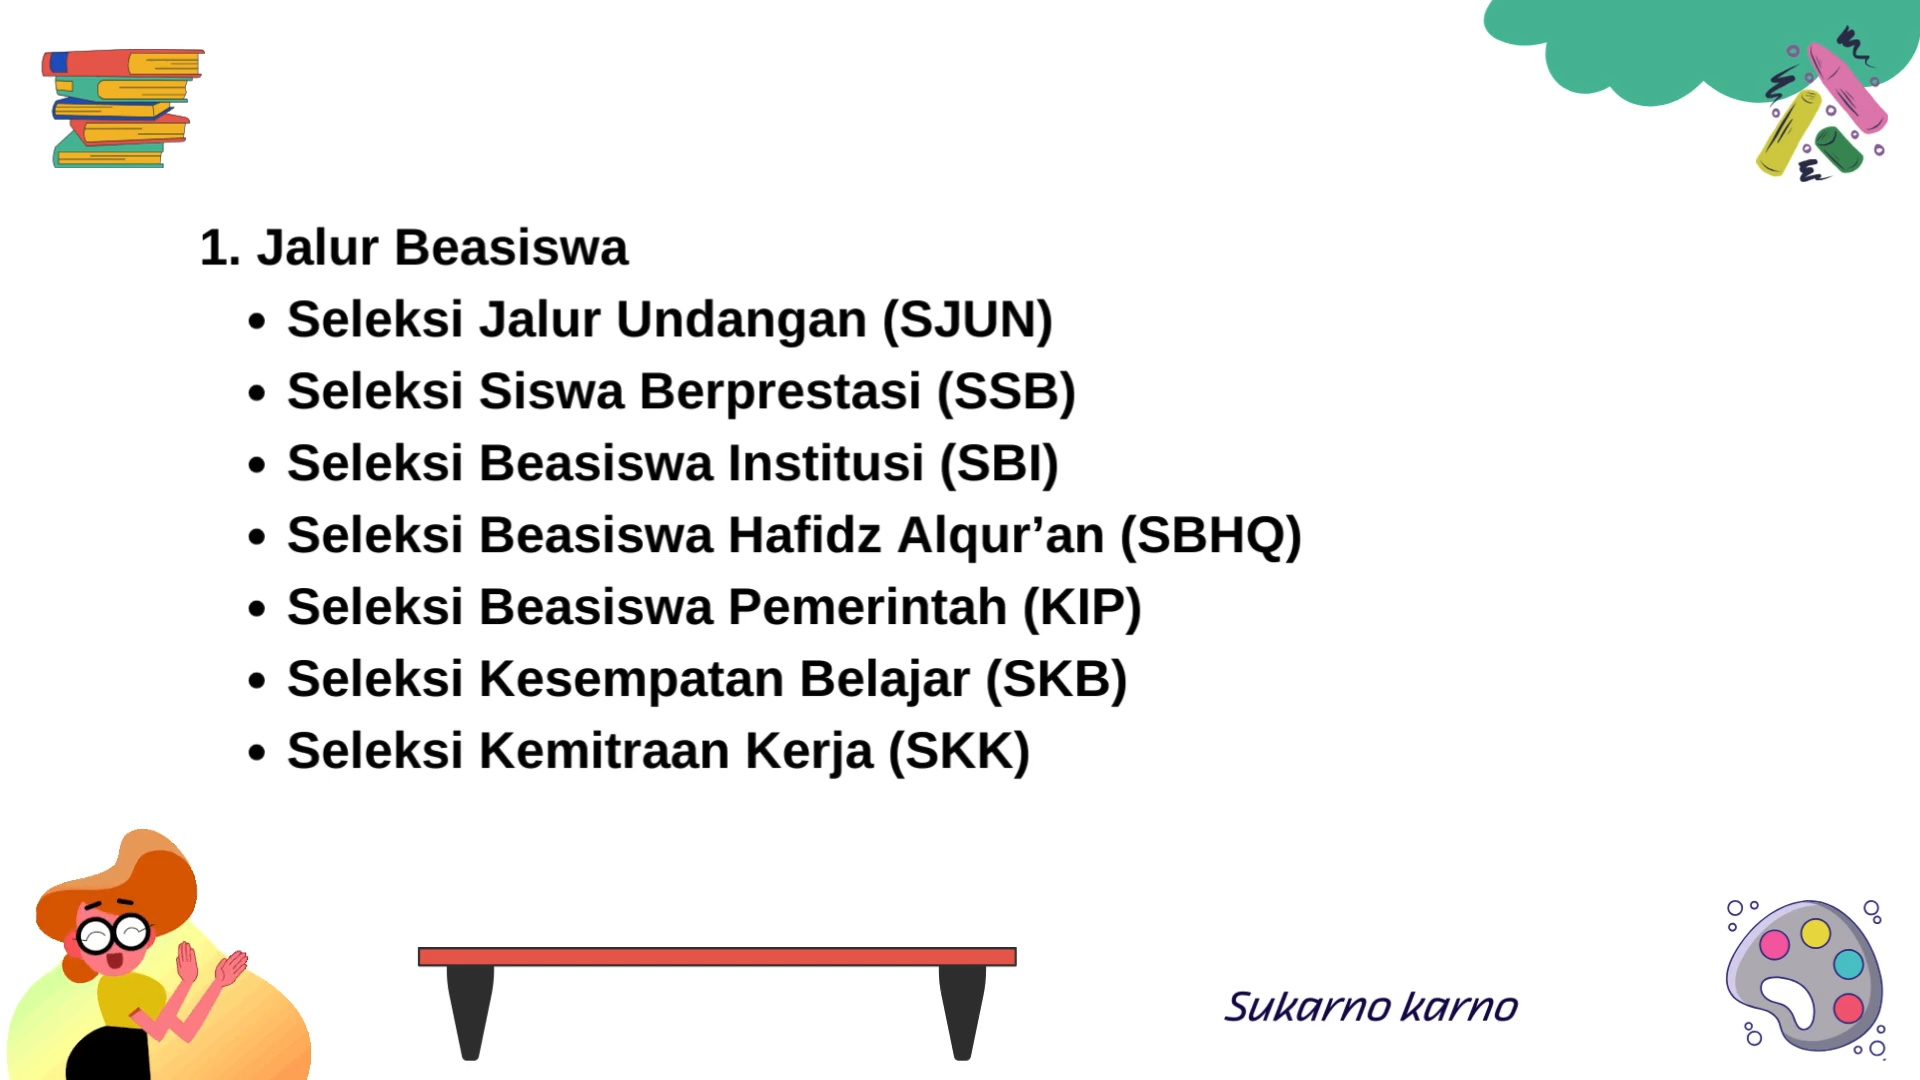 1. Jalur Beasiswa
• Seleksi Jalur Undangan (SJUN)
• Seleksi Siswa Berprestasi (SSB)
• Seleksi Beasiswa Institusi (SBI)
• Seleksi Beasiswa Hafidz Alqur’an (SBHQ)
• Seleksi Beasiswa Pemerintah (KIP)
• Seleksi Kesempatan Belajar (SKB)
• Seleksi Kemitraan Kerja (SKK)
Sukarno karno